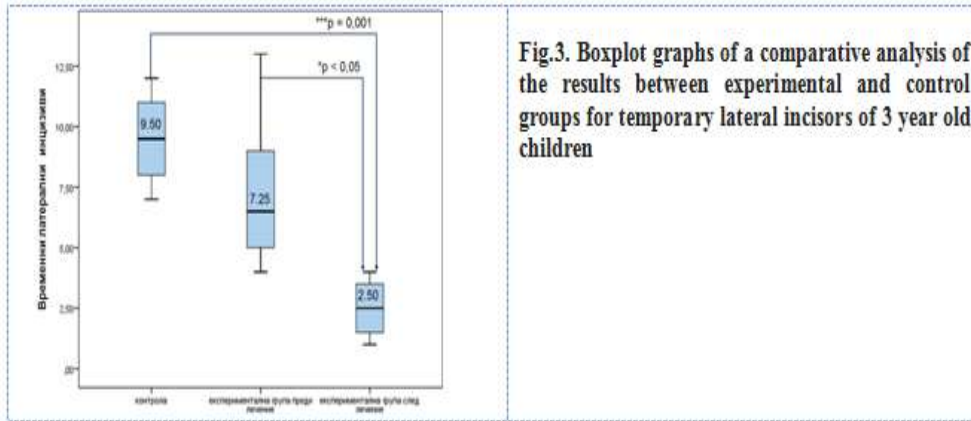 ***p = 0,001
*p < 0,05
Временни латерални инцизиви
12,50
10,00
7,50
5,00
2,50
,00
9.50
7.25
2.50
контрола
експериментална група преди
лечение
експериментална група след
лечение
Fig.3. Boxplot graphs of a comparative analysis of
the results between experimental and control
groups for temporary lateral incisors of 3 year old
children